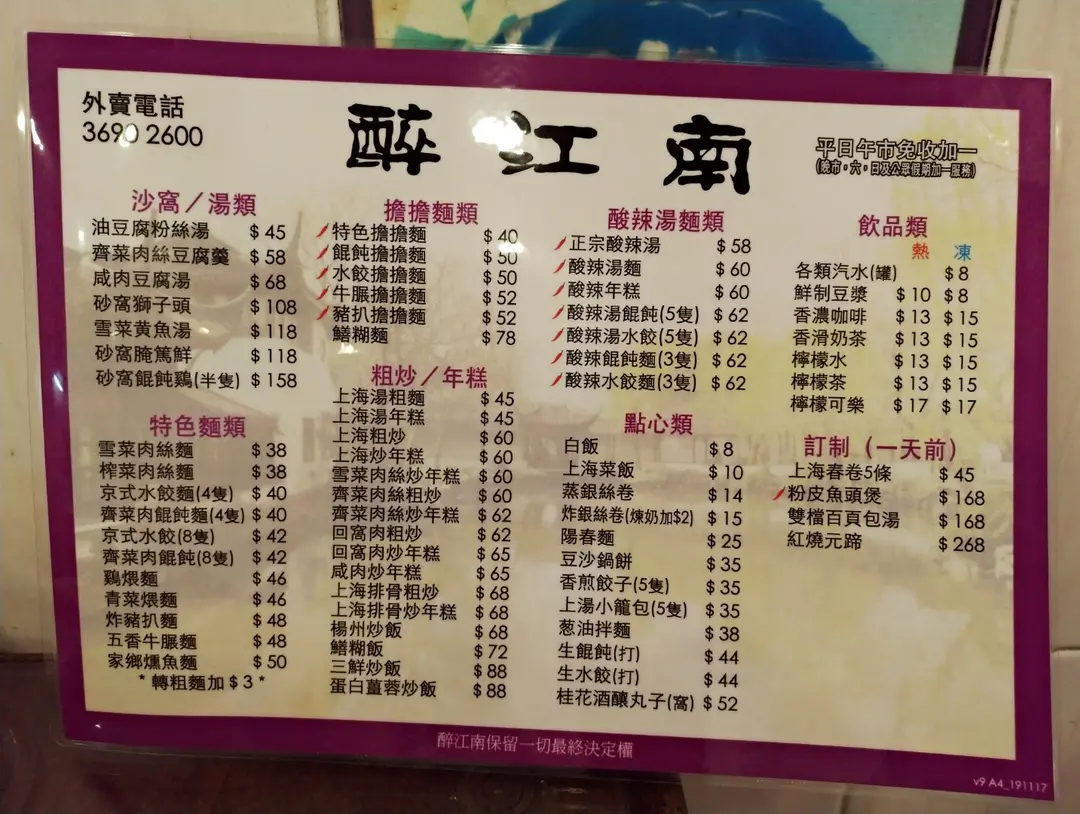 外賣電話
3690 2600
醉江南
平日午市免收加一
(晚市，六，日及公眾假期加一服務)
沙窩／湯類
油豆腐粉絲湯 $ 45
齊菜肉絲豆腐羹 $ 58
咸肉豆腐湯 $ 68
砂窩獅子頭 $ 108
雪菜黄魚湯 $ 118
砂窩腌篤鮮 $ 118
砂窩餛飩鷄(半隻) $ 158
特色麵類
雪菜肉絲麵 $ 38
榨菜肉絲麵 $ 38
京式水餃麵(4隻) $ 40
齊菜肉餛飩麵(4隻) $ 40
京式水餃(8隻) $ 42
齊菜肉餛飩(8隻) $ 42
鷄煨麵 $ 46
青菜煨麵 $ 46
炸豬扒麵 $ 48
五香牛𦟌麵 $ 48
家鄉燻魚麵 $ 50
* 轉粗麵加 $ 3 *
擔擔麵類
特色擔擔麵 $ 40
餛飩擔擔麵 $ 50
水餃擔擔麵 $ 50
牛𦟌擔擔麵 $ 52
豬扒擔擔麵 $ 52
鱔糊麵 $ 78
粗炒／年糕
上海湯粗麵 $ 45
上海湯年糕 $ 45
上海粗炒 $ 60
上海炒年糕 $ 60
雪菜肉絲炒年糕 $ 60
齊菜肉絲粗炒 $ 60
齊菜肉絲炒年糕 $ 62
回窩肉粗炒 $ 62
回窩肉炒年糕 $ 65
咸肉炒年糕 $ 65
上海排骨粗炒 $ 68
上海排骨炒年糕 $ 68
楊州炒飯 $ 68
鱔糊飯 $ 72
三鮮炒飯 $ 88
蛋白薑蓉炒飯 $ 88
酸辣湯麵類
正宗酸辣湯 $ 58
酸辣湯麵 $ 60
酸辣年糕 $ 60
酸辣湯餛飩(5隻) $ 62
酸辣湯水餃(5隻) $ 62
酸辣餛飩麵(3隻) $ 62
酸辣水餃麵(3隻) $ 62
點心類
白飯 $ 8
上海菜飯 $ 10
蒸銀絲卷 $ 14
炸銀絲卷(煉奶加$2) $ 15
陽春麵 $ 25
豆沙鍋餅 $ 35
香煎餃子(5隻) $ 35
上湯小籠包(5隻) $ 35
葱油拌麵 $ 38
生餛飩(打) $ 44
生水餃(打) $ 44
桂花酒釀丸子(窩) $ 52
飲品類
熱 凍
各類汽水(罐) $ 8
鮮制豆漿 $ 10 $ 8
香濃咖啡 $ 13 $ 15
香滑奶茶 $ 13 $ 15
檸檬水 $ 13 $ 15
檸檬茶 $ 13 $ 15
檸檬可樂 $ 17 $ 17
訂制（一天前）
上海春卷5條 $ 45
粉皮魚頭煲 $ 168
雙檔百頁包湯 $ 168
紅燒元蹄 $ 268
醉江南保留一切最終決定權
v9 A4_191117